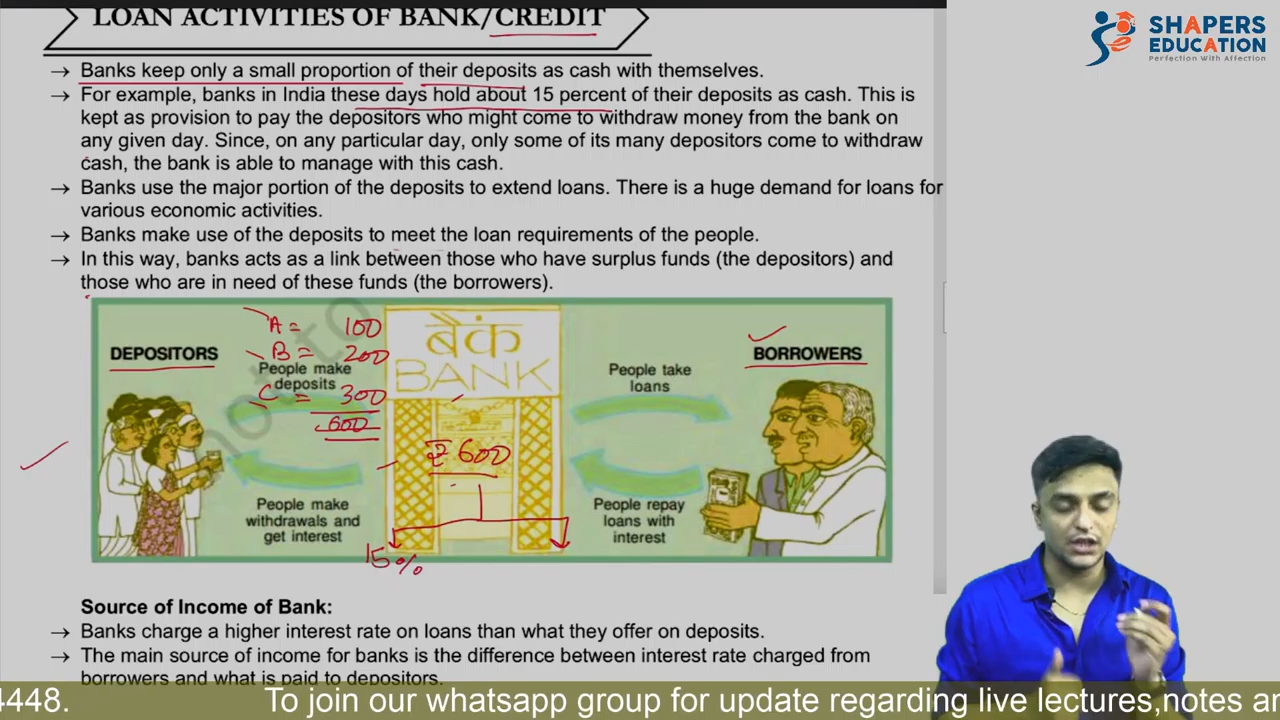 LOAN ACTIVITIES OF BANK/CREDIT
SHAPERS
EDUCATION
Perfection With Affection
→ Banks keep only a small proportion of their deposits as cash with themselves.
→ For example, banks in India these days hold about 15 percent of their deposits as cash. This is
kept as provision to pay the depositors who might come to withdraw money from the bank on
any given day. Since, on any particular day, only some of its many depositors come to withdraw
cash, the bank is able to manage with this cash.
→ Banks use the major portion of the deposits to extend loans. There is a huge demand for loans for
various economic activities.
→ Banks make use of the deposits to meet the loan requirements of the people.
→ In this way, banks acts as a link between those who have surplus funds (the depositors) and
those who are in need of these funds (the borrowers).
DEPOSITORS
A = 100
B = 200
People make
deposits
C = 300
600
बैंक
BANK
₹600
15%
People make
withdrawals and
get interest
People take
loans
BORROWERS
People repay
loans with
interest
not to
Source of Income of Bank:
→ Banks charge a higher interest rate on loans than what they offer on deposits.
→ The main source of income for banks is the difference between interest rate charged from
borrowers and what is paid to depositors.
4448. To join our whatsapp group for update regarding live lectures,notes an